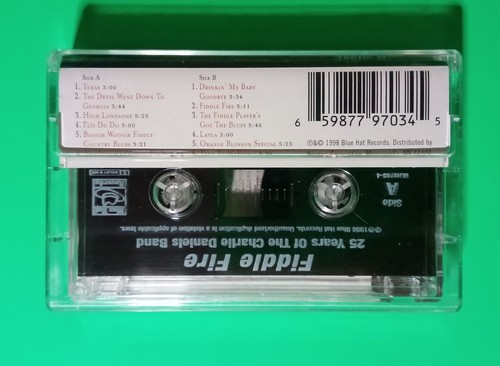 Side A
1. Texas 3:00
2. The Devil Went Down To
Georgia 3:44
3. High Lonesome 5:25
4. Fais Do Do 5:00
5. Boogie Woogie Fiddle
Country Blues 5:21
Side B
1. Drinkin' My Baby
Goodbye 3:34
2. Fiddle Fire 5:11
3. The Fiddle Player's
Got The Blues 5:46
4. Layla 5:00
5. Orange Blossom Special 5:25
6 59877 97034 5
℗&© 1998 Blue Hat Records. Distributed by
Side
A
℗1998 Blue Hat Records. Unauthorized duplication is a violation of applicable laws.
25 Years Of The Charlie Daniels Band
Fiddle Fire